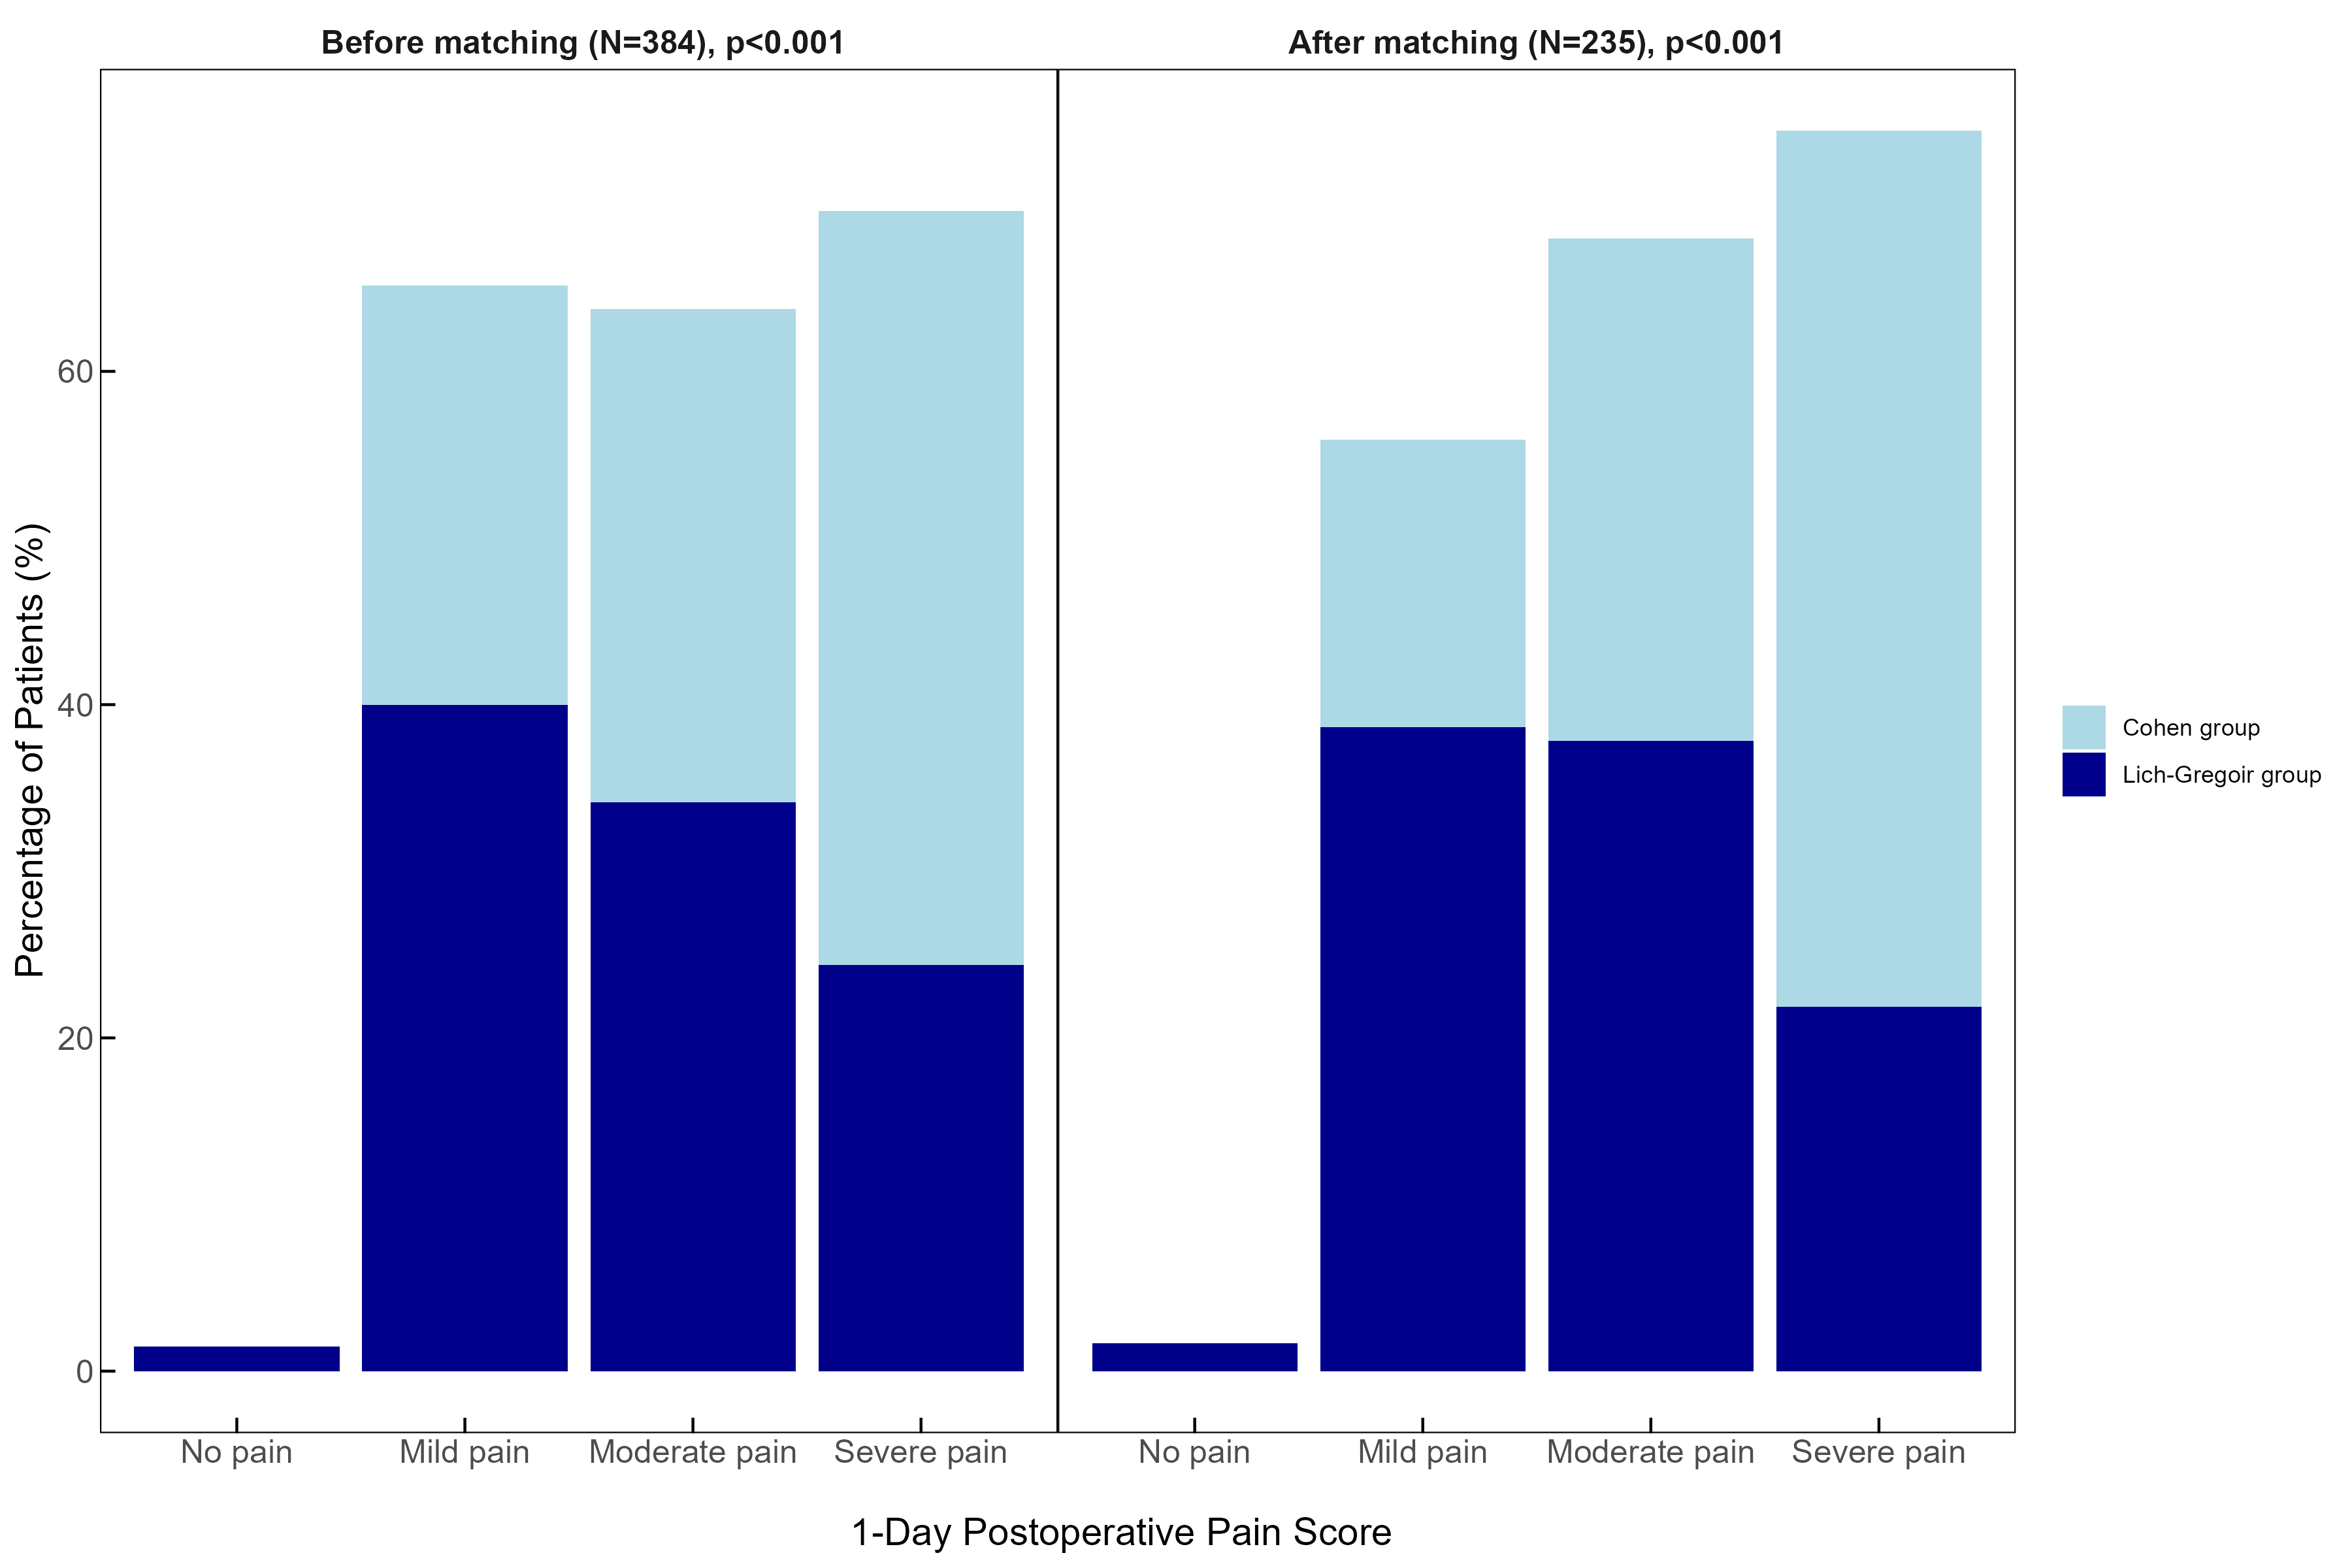 Before matching (N=384), p<0.001
After matching (N=235), p<0.001
Percentage of Patients (%)
60
40
20
0
No pain
Mild pain
Moderate pain
Severe pain
No pain
Mild pain
Moderate pain
Severe pain
1-Day Postoperative Pain Score
Cohen group
Lich-Gregoir group